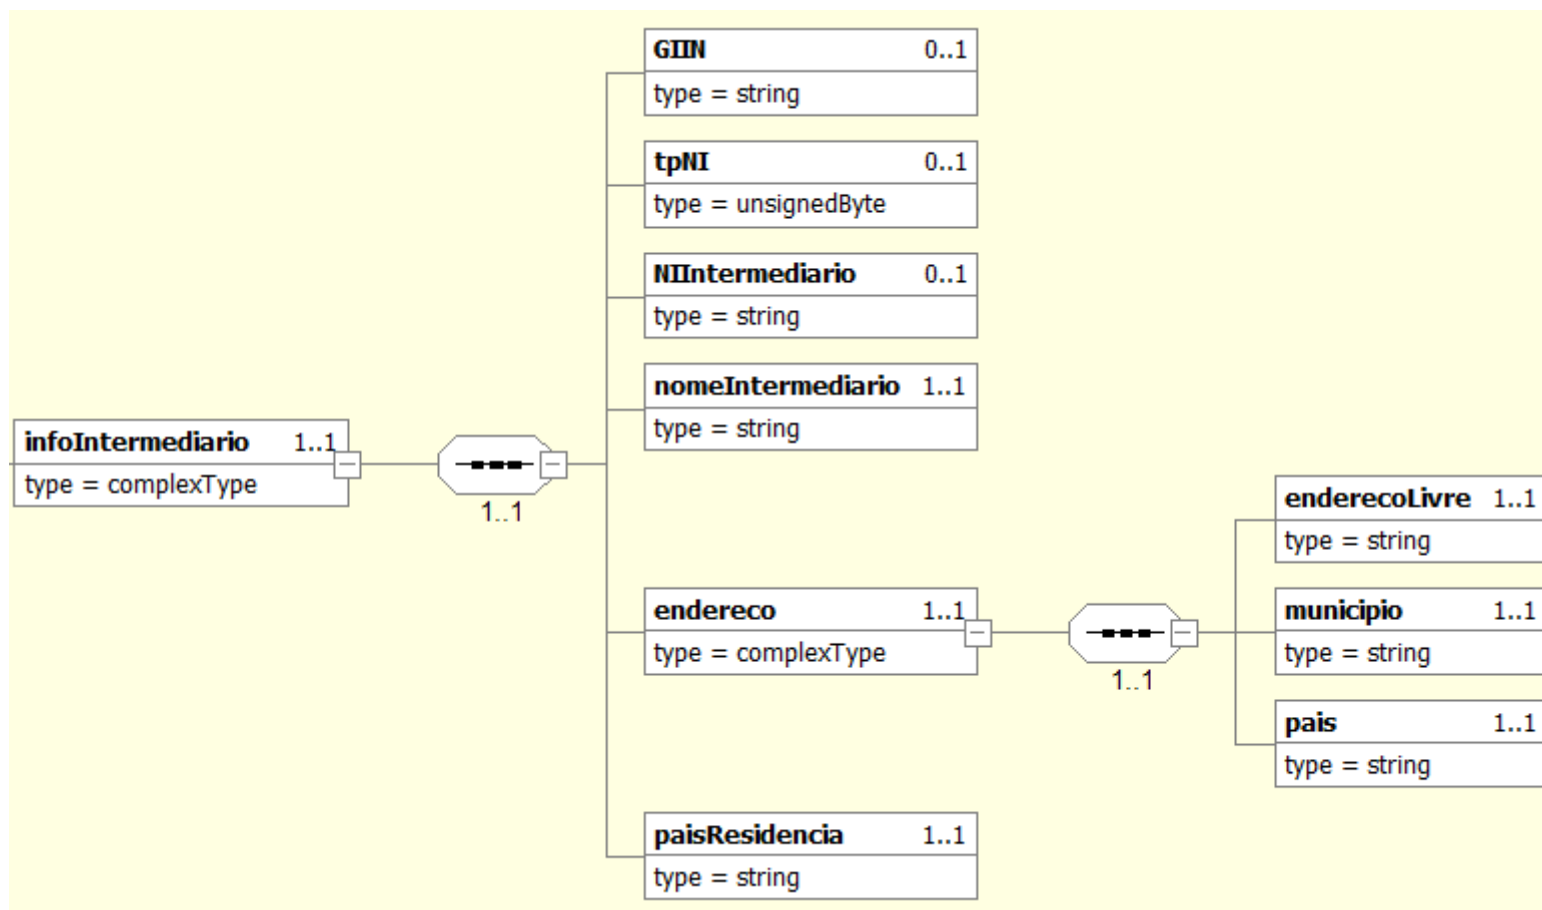 GIIN 0..1
type = string
tpNI 0..1
type = unsignedByte
NIIntermediario 0..1
type = string
nomeIntermediario 1..1
type = string
infoIntermediario 1..1
type = complexType
1..1
endereco 1..1
type = complexType
1..1
enderecoLivre 1..1
type = string
municipio 1..1
type = string
pais 1..1
type = string
paisResidencia 1..1
type = string